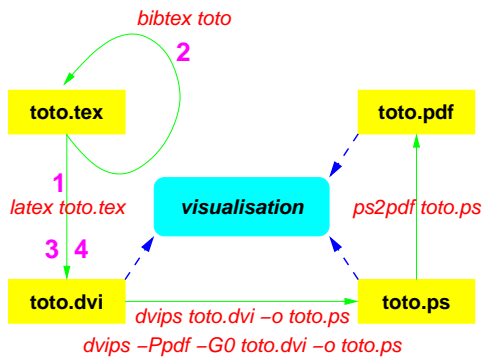 bibtex toto
2
toto.tex
toto.pdf
1
latex toto.tex
visualisation
ps2pdf toto.ps
3 4
toto.dvi
toto.ps
dvips toto.dvi −o toto.ps
dvips −Ppdf −G0 toto.dvi −o toto.ps